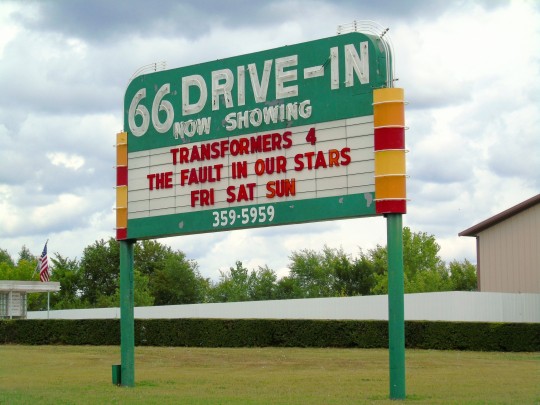 66 DRIVE-IN
NOW SHOWING
TRANSFORMERS 4
THE FAULT IN OUR STARS
FRI SAT SUN
359-5959